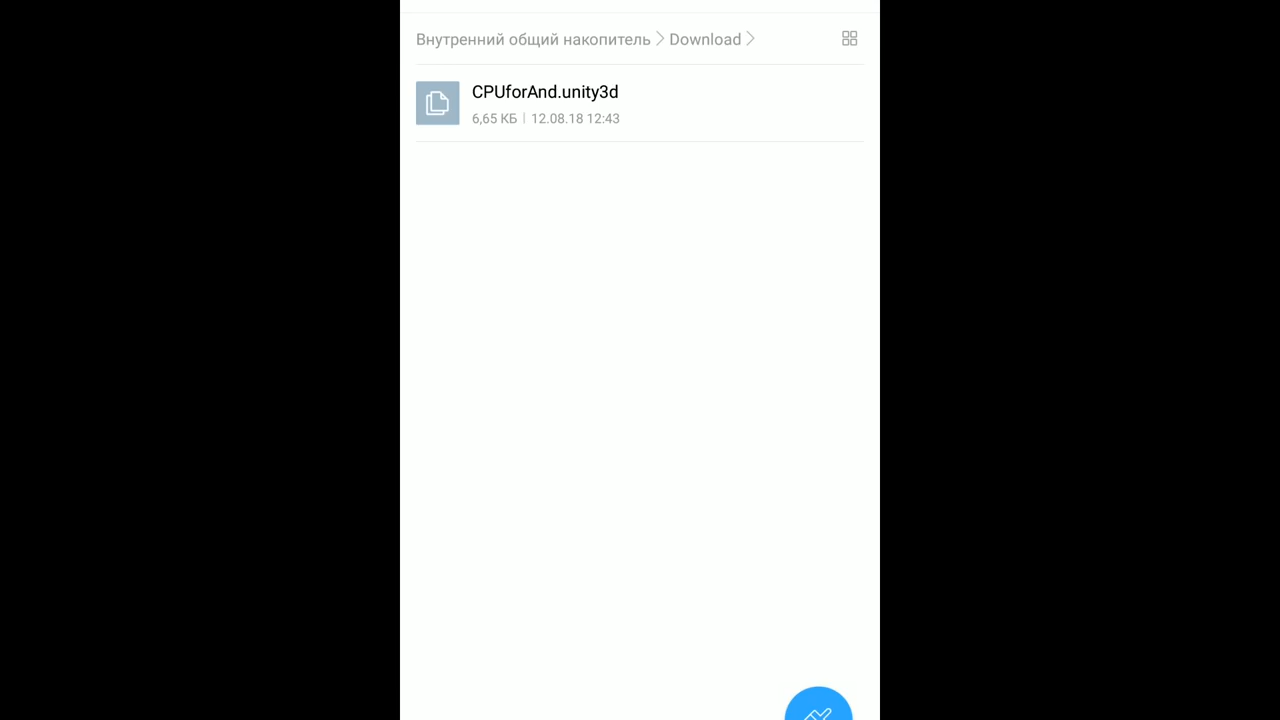 Внутренний общий накопитель > Download >
CPUforAnd.unity3d
6,65 КБ | 12.08.18 12:43